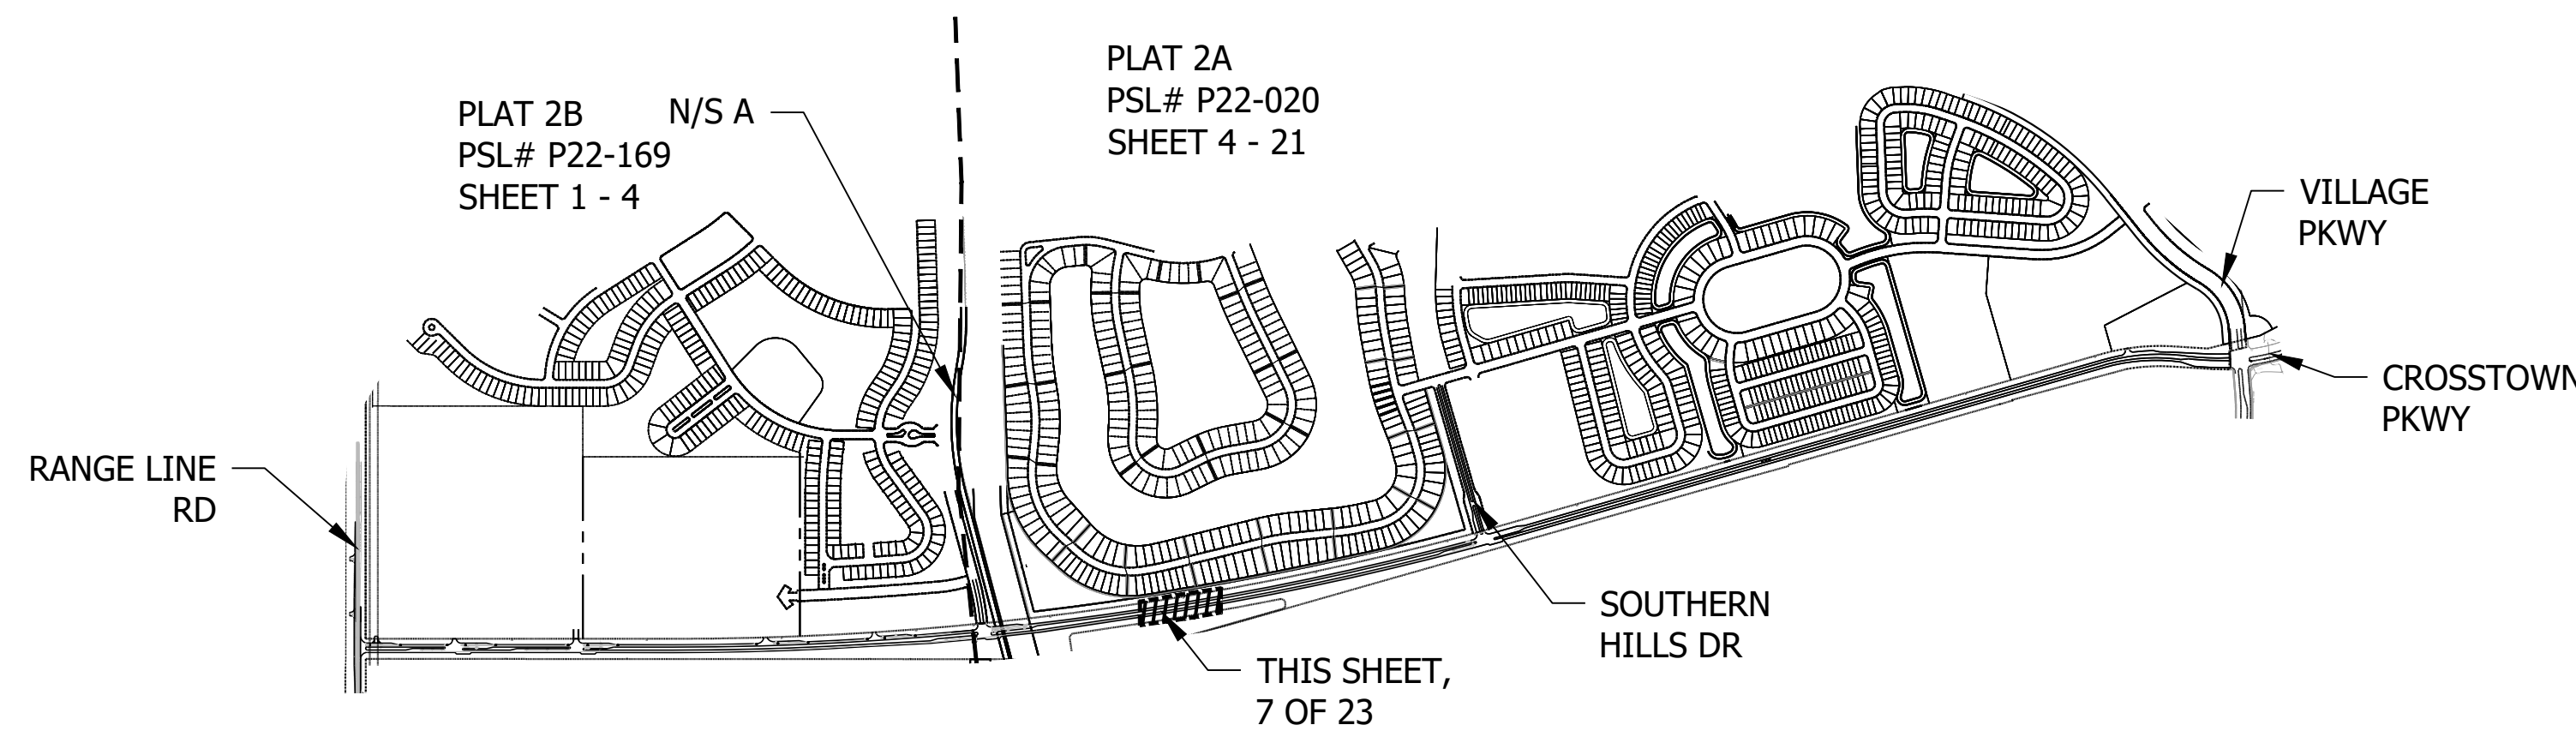 PLAT 2A
PSL# P22-020
SHEET 4 - 21
PLAT 2B
PSL# P22-169
SHEET 1 - 4
N/S A
VILLAGE
PKWY
CROSSTOWN
PKWY
RANGE LINE
RD
SOUTHERN
HILLS DR
THIS SHEET,
7 OF 23